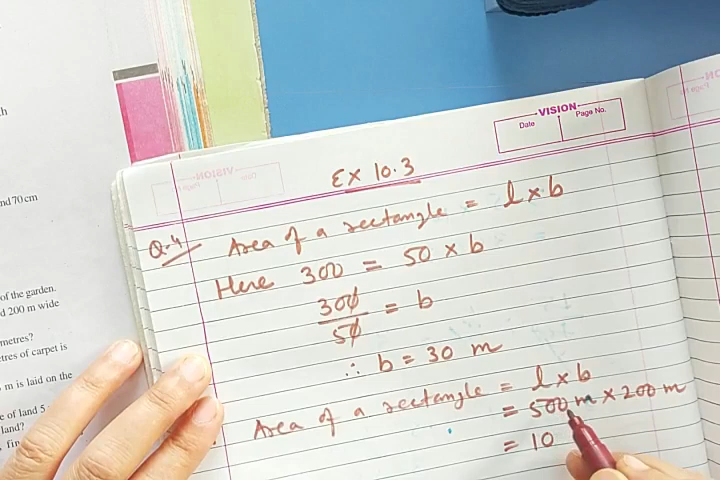 VISION
Date Page No.
Ex 10.3
Q.4 Area of a rectangle = l x b
Here 300 = 50 x b
300/50 = b
∴ b = 30 m
Area of a rectangle = l x b
= 500 m x 200 m
= 10
nd 70 cm
of the garden.
d 200 m wide
metres?
tres of carpet is
m is laid on the
e of land 5
land?